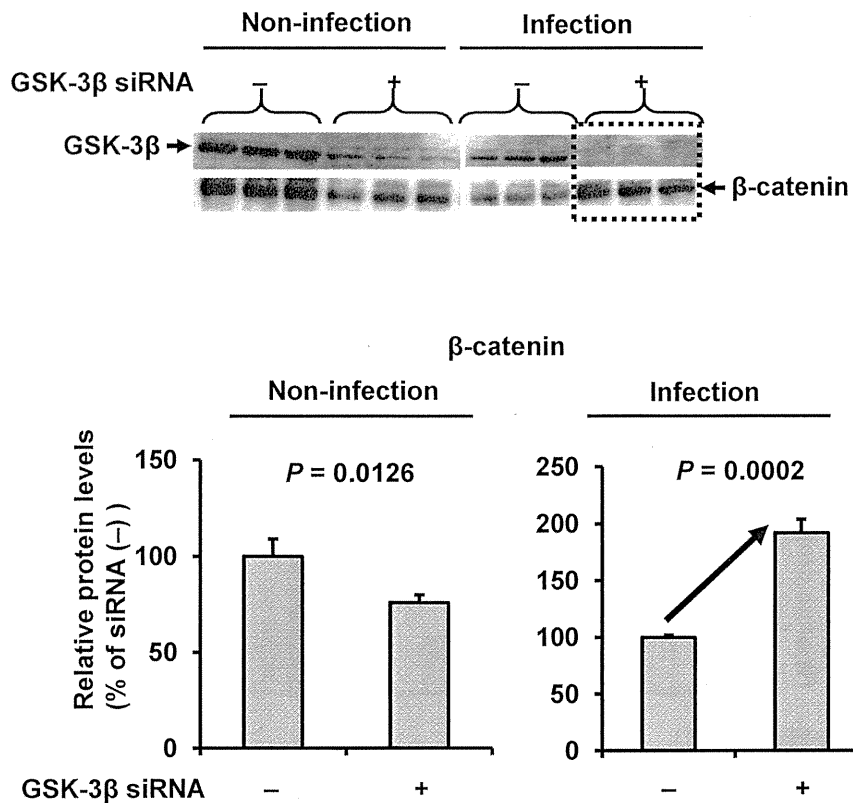 Non-infection Infection
GSK-3β siRNA – + – +
GSK-3β
β-catenin
β-catenin
Non-infection Infection
Relative protein levels
(% of siRNA (–) )
150
100
50
0
P = 0.0126
250
200
150
100
50
0
P = 0.0002
GSK-3β siRNA – + – +